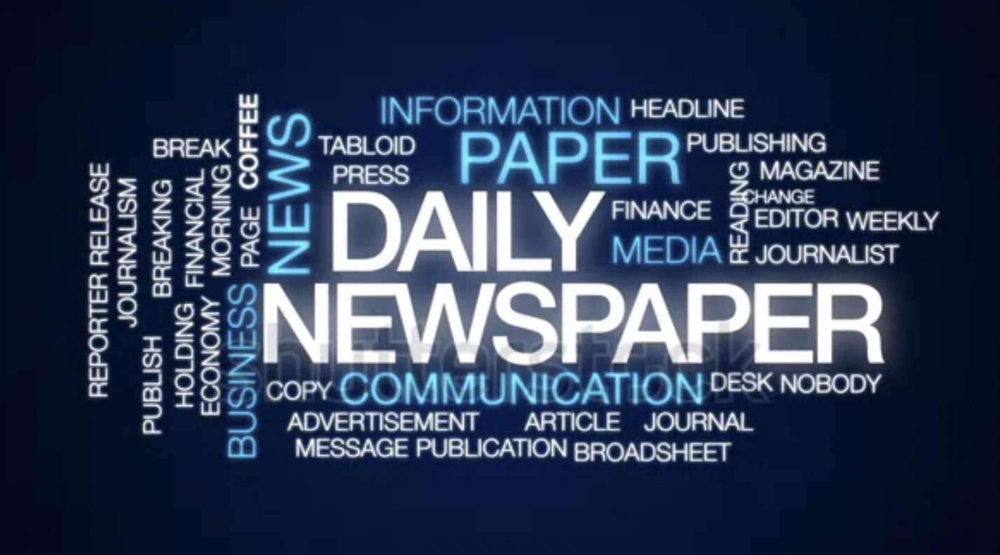 INFORMATION HEADLINE
COFFEE
NEWS
BREAK
TABLOID
PAPER
PUBLISHING
PRESS
READING
MAGAZINE
REPORTER RELEASE
JOURNALISM
BREAKING
FINANCIAL
MORNING
PAGE
DAILY
FINANCE
CHANGE
EDITOR WEEKLY
MEDIA
JOURNALIST
NEWSPAPER
PUBLISH
HOLDING
ECONOMY
BUSINESS
shutterstock
COPY COMMUNICATION DESK NOBODY
ADVERTISEMENT ARTICLE JOURNAL
MESSAGE PUBLICATION BROADSHEET